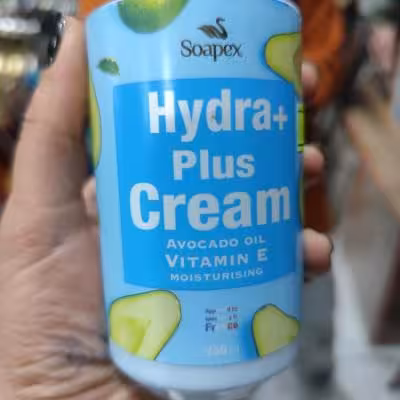 Soapex
Hydra+
Plus
Cream
AVOCADO OIL
VITAMIN E
MOISTURISING